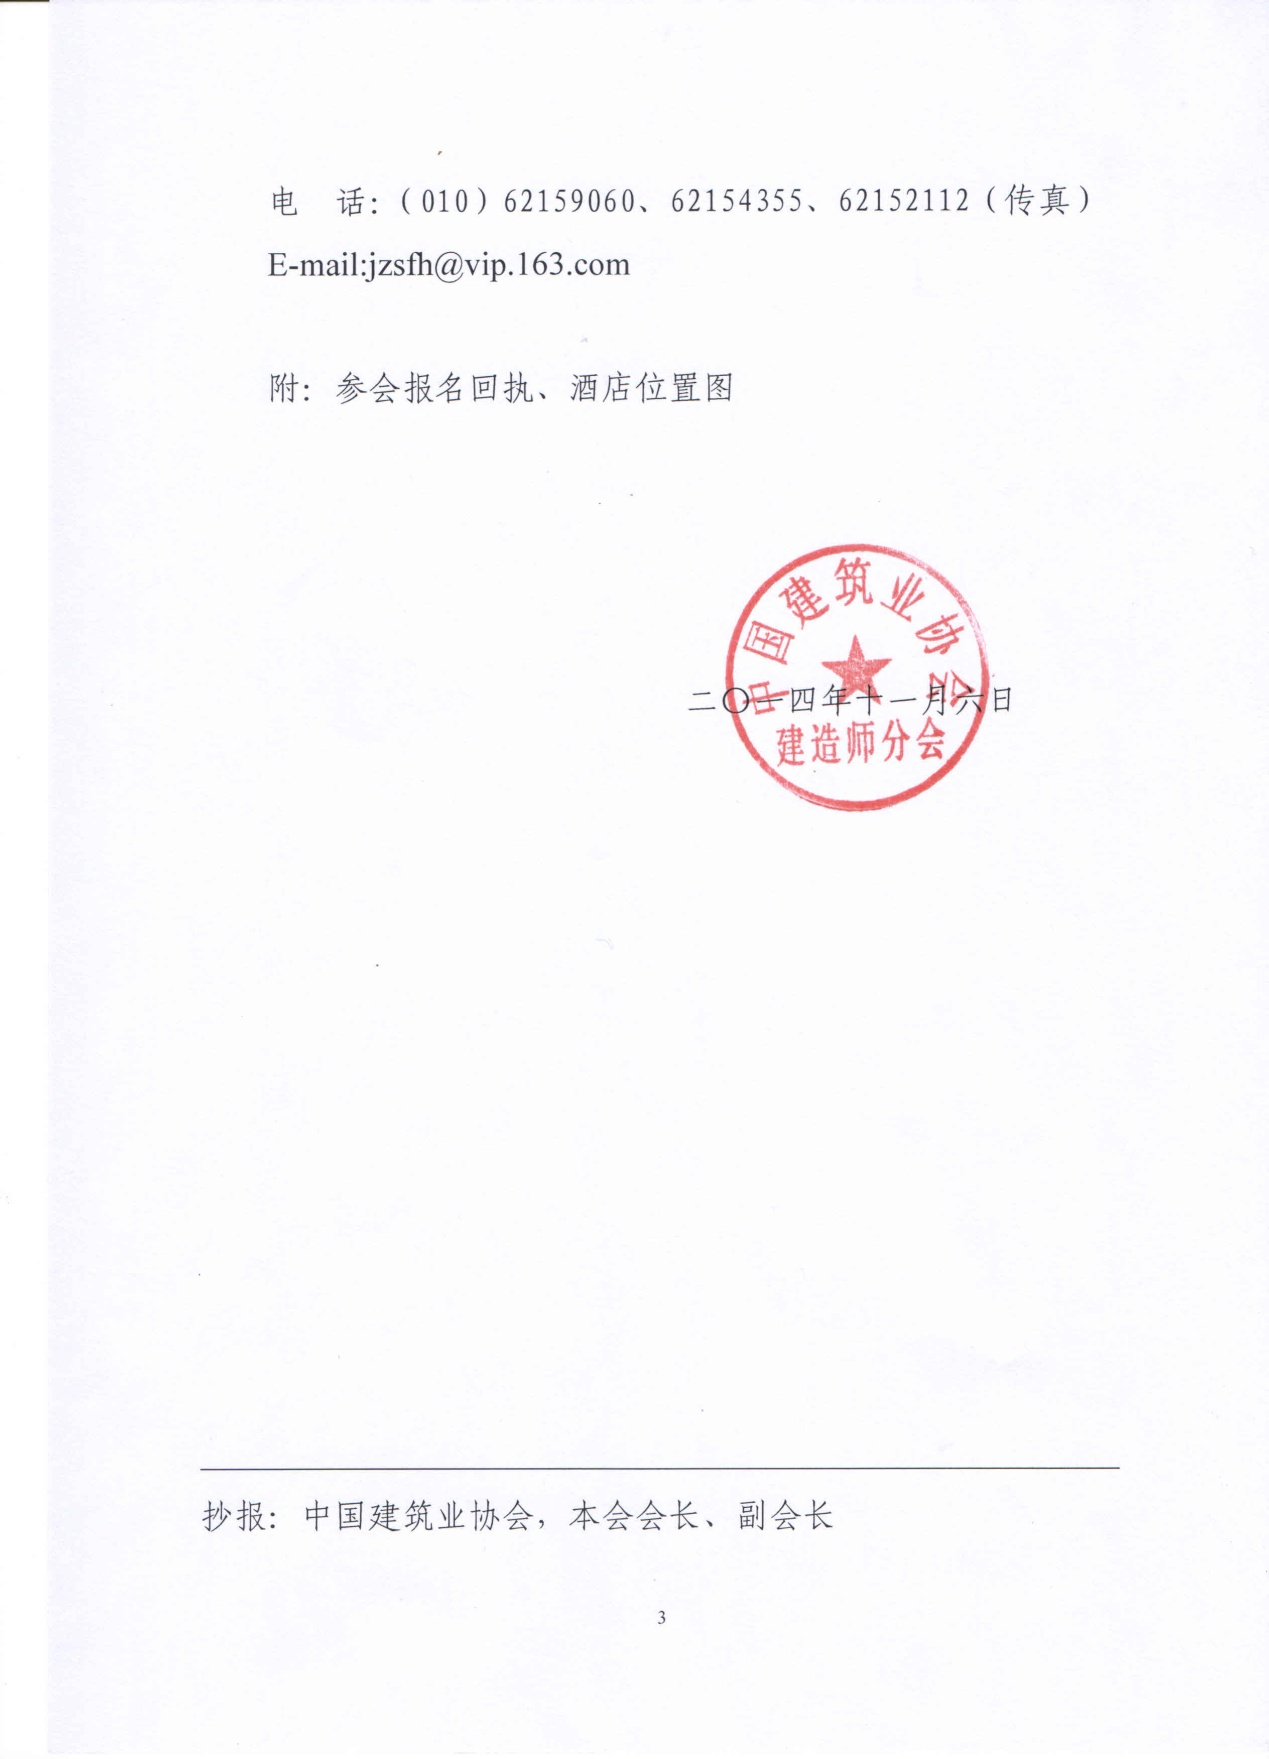 电　话：（010）62159060、62154355、62152112（传真）
E-mail:jzsfh@vip.163.com
附：参会报名回执、酒店位置图
中国建筑业协会
二〇一四年十一月六日
建造师分会
抄报：中国建筑业协会，本会会长、副会长
3